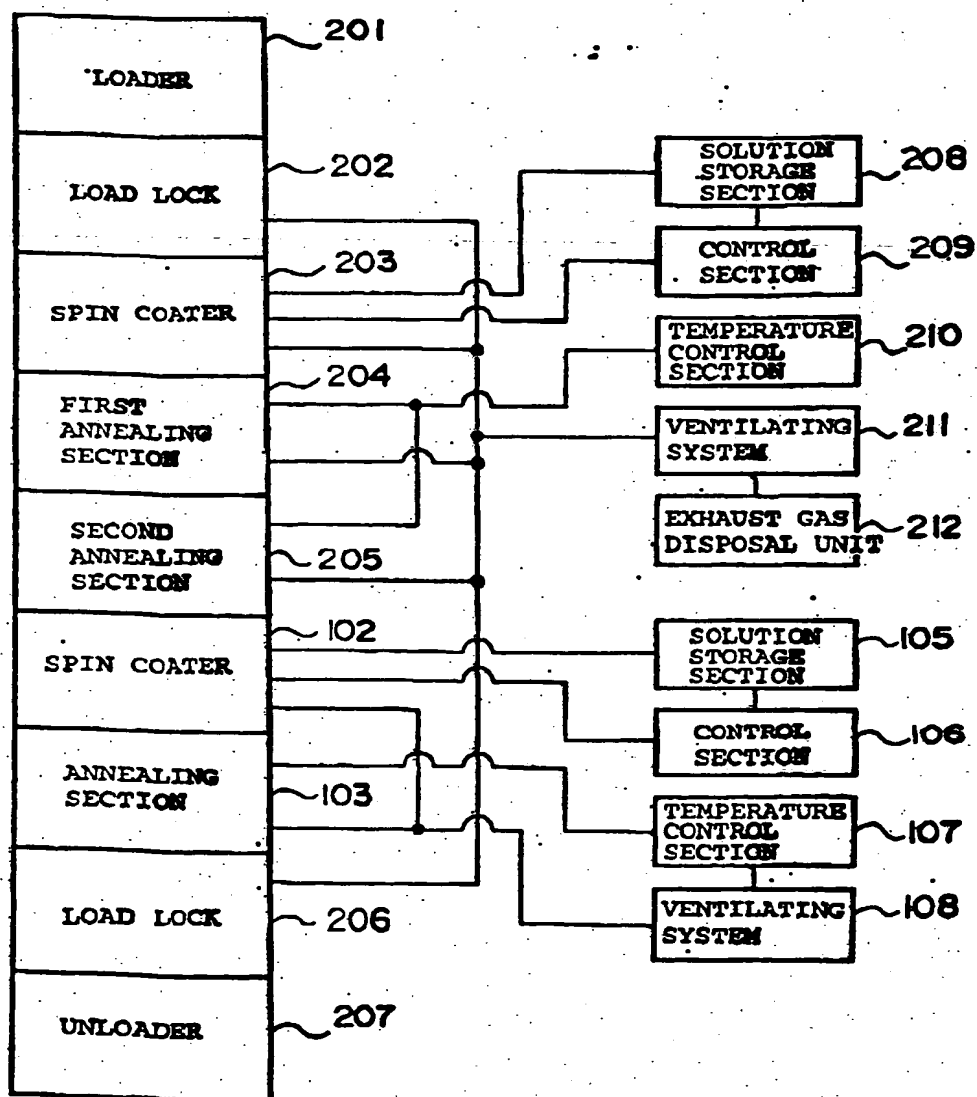 201
LOADER
202
LOAD LOCK
203
SPIN COATER
204
FIRST
ANNEALING
SECTION
SECOND
ANNEALING
SECTION
205
102
SPIN COATER
ANNEALING
SECTION
103
LOAD LOCK
206
UNLOADER
207
SOLUTION
STORAGE
SECTION
208
CONTROL
SECTION
209
TEMPERATURE
CONTROL
SECTION
210
VENTILATING
SYSTEM
211
EXHAUST GAS
DISPOSAL UNIT
212
SOLUTION
STORAGE
SECTION
105
CONTROL
SECTION
106
TEMPERATURE
CONTROL
SECTION
107
VENTILATING
SYSTEM
108